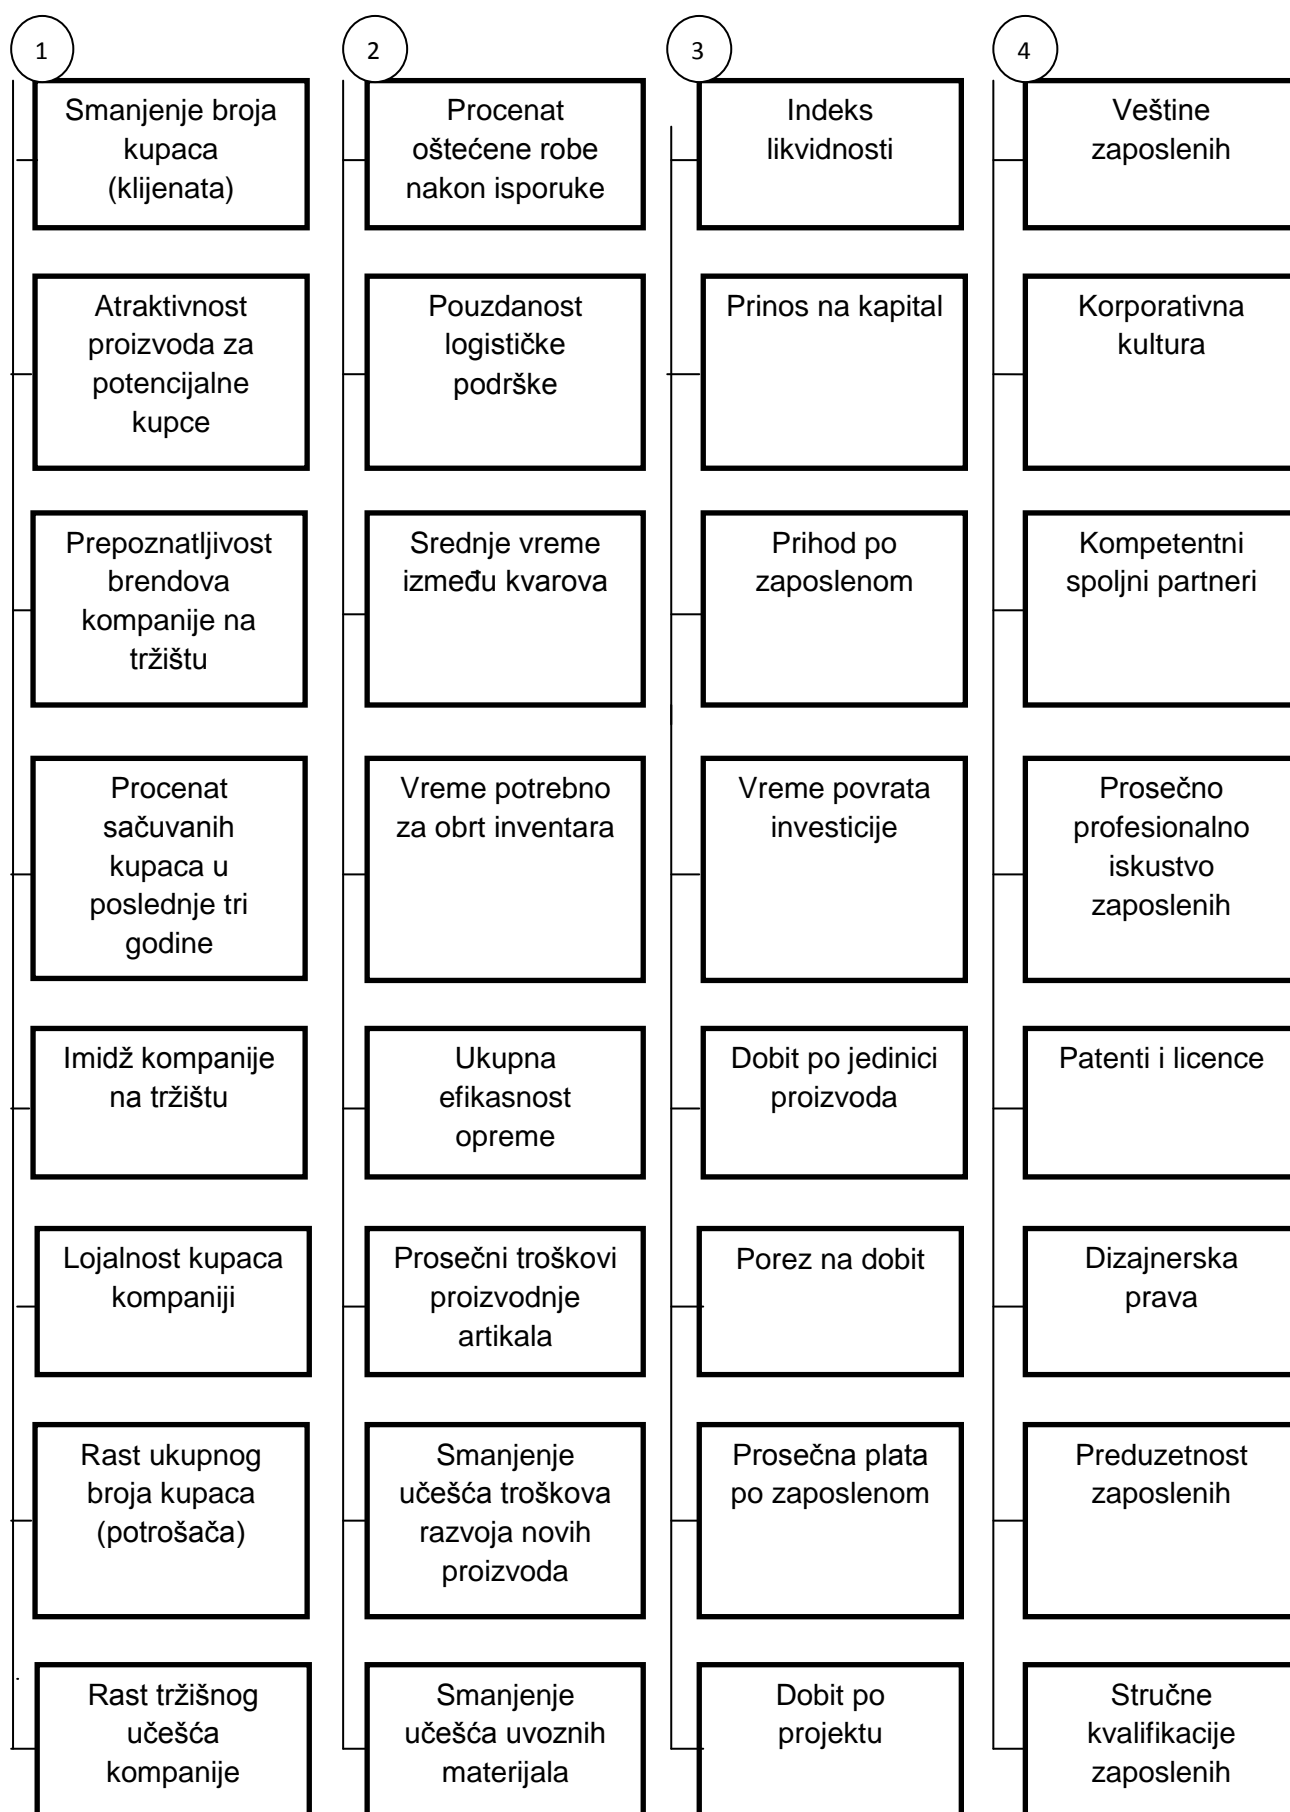 1
Smanjenje broja
kupaca
(klijenata)
Atraktivnost
proizvoda za
potencijalne
kupce
Prepoznatljivost
brendova
kompanije na
tržištu
Procenat
sačuvanih
kupaca u
poslednje tri
godine
Imidž kompanije
na tržištu
Lojalnost kupaca
kompaniji
Rast ukupnog
broja kupaca
(potrošača)
Rast tržišnog
učešća
kompanije
2
Procenat
oštećene robe
nakon isporuke
Pouzdanost
logističke
podrške
Srednje vreme
između kvarova
Vreme potrebno
za obrt inventara
Ukupna
efikasnost
opreme
Prosečni troškovi
proizvodnje
artikala
Smanjenje
učešća troškova
razvoja novih
proizvoda
Smanjenje
učešća uvoznih
materijala
3
Indeks
likvidnosti
Prinos na kapital
Prihod po
zaposlenom
Vreme povrata
investicije
Dobit po jedinici
proizvoda
Porez na dobit
Prosečna plata
po zaposlenom
Dobit po
projektu
4
Veštine
zaposlenih
Korporativna
kultura
Kompetentni
spoljni partneri
Prosečno
profesionalno
iskustvo
zaposlenih
Patenti i licence
Dizajnerska
prava
Preduzetnost
zaposlenih
Stručne
kvalifikacije
zaposlenih